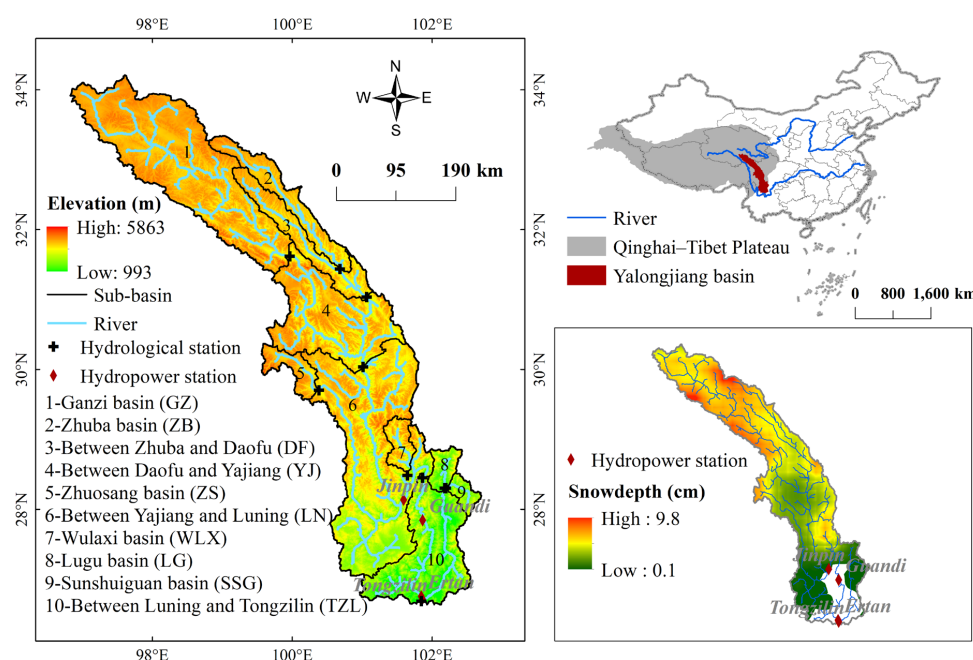 98°E 100°E 102°E
34°N
32°N
30°N
28°N
N
W E
S
0 95 190 km
1
2
3
4
5
6
7
8
9
10
Elevation (m)
High: 5863
Low: 993
Sub-basin
River
Hydrological station
Hydropower station
1-Ganzi basin (GZ)
2-Zhuba basin (ZB)
3-Between Zhuba and Daofu (DF)
4-Between Daofu and Yajiang (YJ)
5-Zhuosang basin (ZS)
6-Between Yajiang and Luning (LN)
7-Wulaxi basin (WLX)
8-Lugu basin (LG)
9-Sunshuiguan basin (SSG)
10-Between Luning and Tongzilin (TZL)
Jinpin
Guandi
Tongzilin Ertan
98°E 100°E 102°E
River
Qinghai–Tibet Plateau
Yalongjiang basin
0 800 1,600 km
34°N
32°N
30°N
28°N
Hydropower station
Snowdepth (cm)
High : 9.8
Low : 0.1
Jinpin
Guandi
Tongzilin Ertan